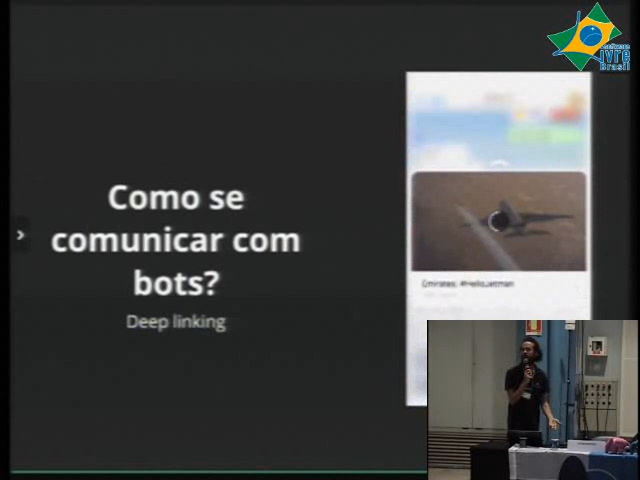 Software
livre
Brasil
Como se
comunicar com
bots?
Deep linking
Emirates: #HelloJetman